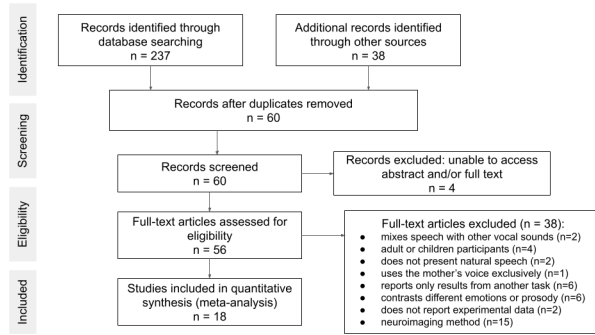 Identification
Records identified through
database searching
n = 237
Additional records identified
through other sources
n = 38
Records after duplicates removed
n = 60
Screening
Records screened
n = 60
Records excluded: unable to access
abstract and/or full text
n = 4
Eligibility
Full-text articles assessed for
eligibility
n = 56
Full-text articles excluded (n = 38):
● mixes speech with other vocal sounds (n=2)
● adult or children participants (n=4)
● does not present natural speech (n=2)
● uses the mother's voice exclusively (n=1)
● reports only results from another task (n=6)
● contrasts different emotions or prosody (n=6)
● does not report experimental data (n=2)
● neuroimaging method (n=15)
Included
Studies included in quantitative
synthesis (meta-analysis)
n = 18